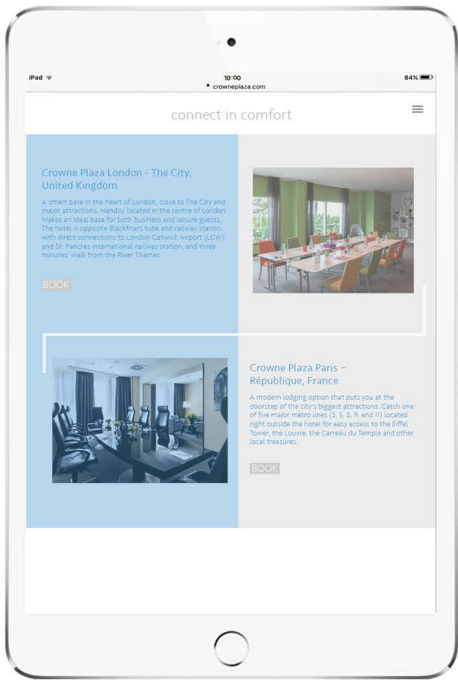 iPad
10:00
84%
crowneplaza.com
connect in comfort
Crowne Plaza London - The City,
United Kingdom
A smart base in the heart of London, close to The City and
major attractions. Handily located in the centre of London.
Makes an ideal base for both business and leisure guests.
The hotel is opposite Blackfriars tube and railway station,
with direct connections to London Gatwick Airport (LGW)
and St. Pancras international railway station, and three
minutes walk from the River Thames.
BOOK
Crowne Plaza Paris –
République, France
A modern lodging option that puts you at the
doorstep of the city's biggest attractions. Catch one
of five major métro lines (3, 5, 8, 9, and 11) located
right outside the hotel for easy access to the Eiffel
Tower, the Louvre, the Carreau du Temple and other
local treasures.
BOOK